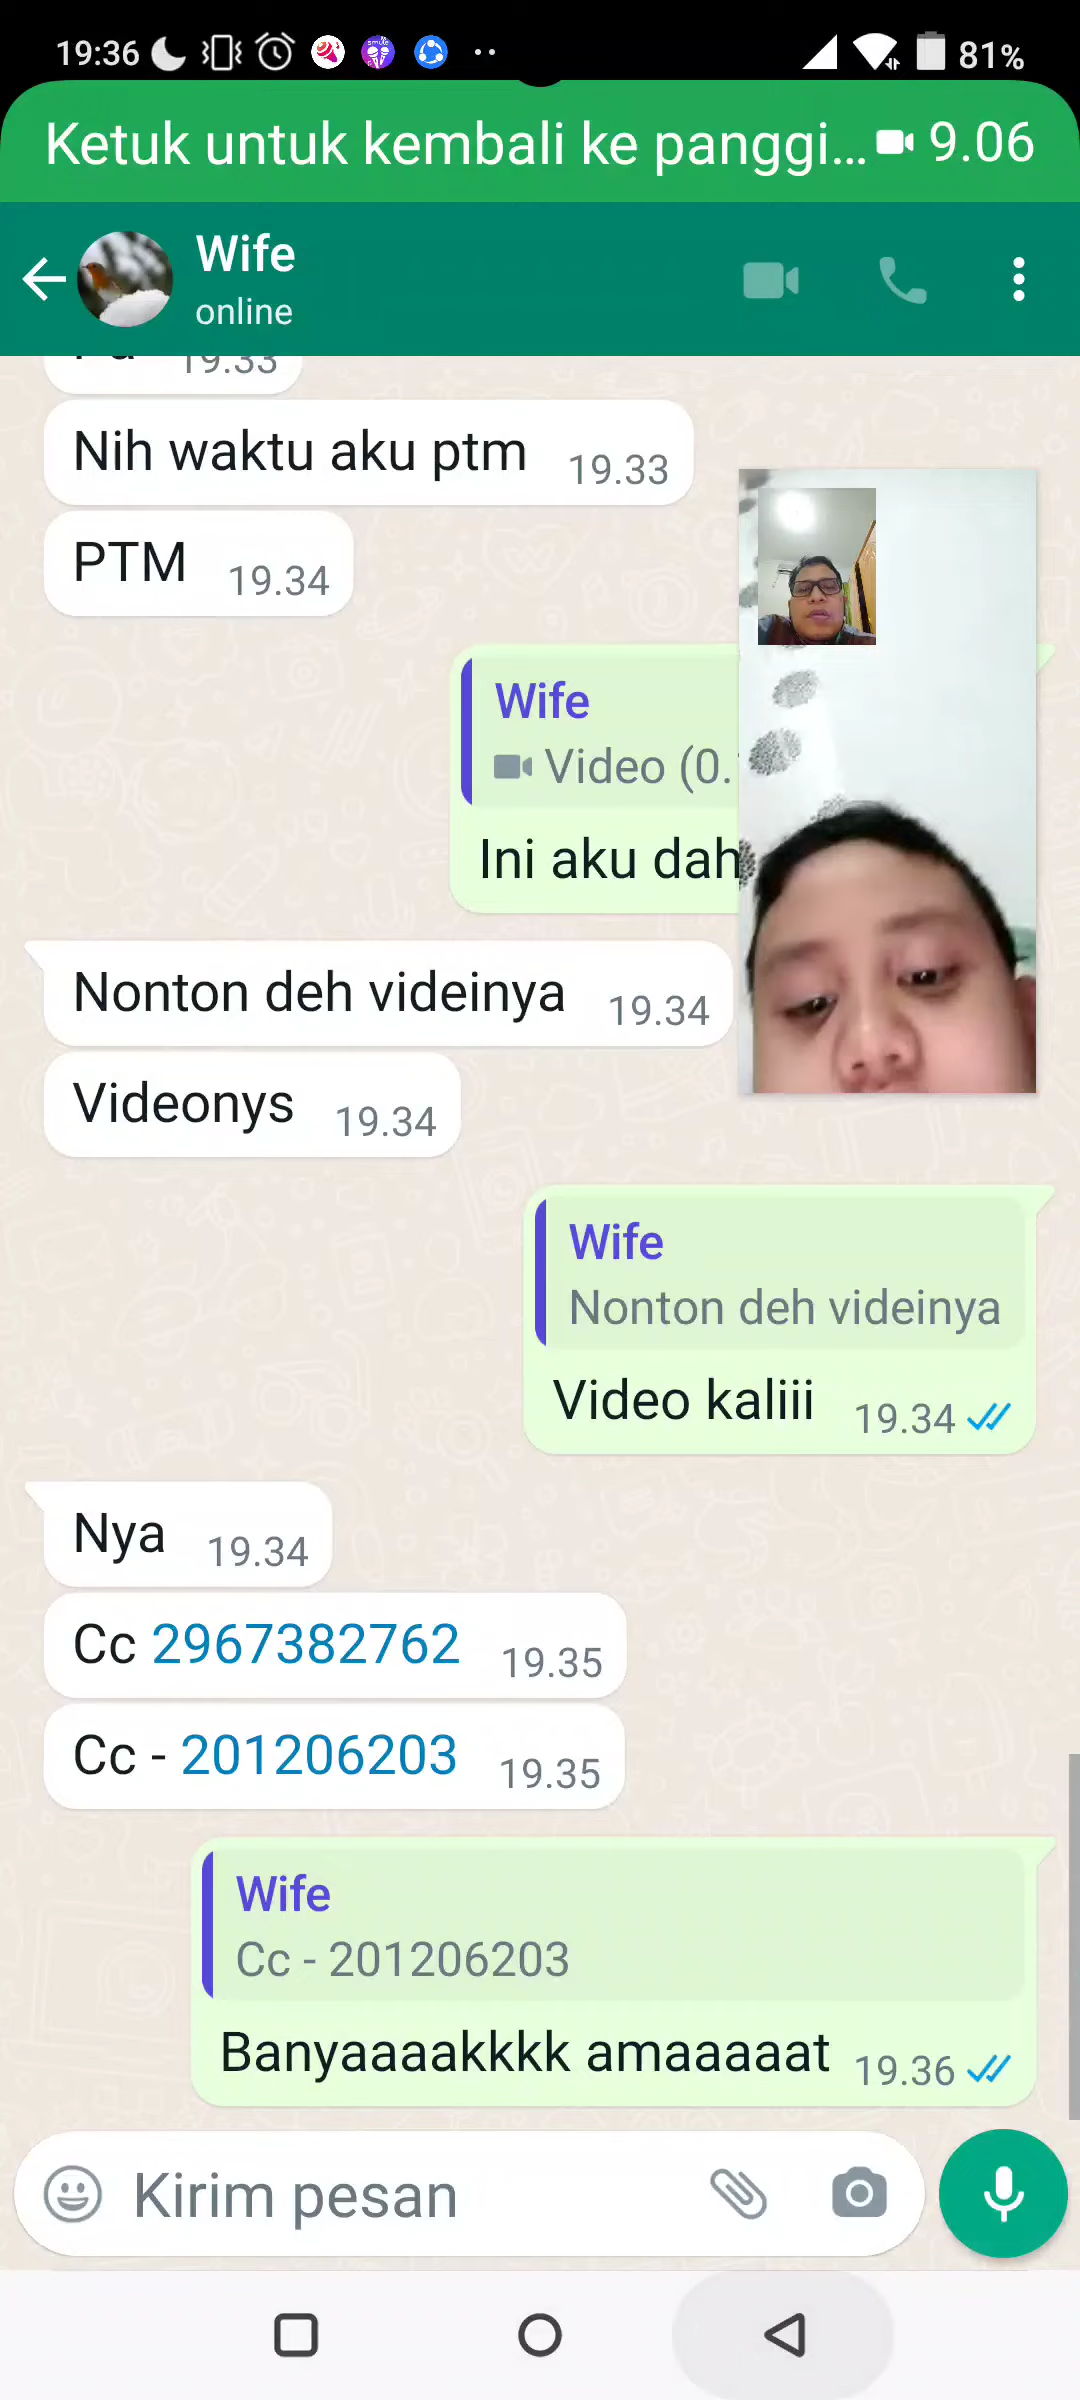 19:36
81%
Ketuk untuk kembali ke panggi... 9.06
Wife
online
19.33
Nih waktu aku ptm 19.33
PTM 19.34
Wife
Video (0.
Ini aku dah
Nonton deh videinya 19.34
Videonys 19.34
Wife
Nonton deh videinya
Video kaliii 19.34
Nya 19.34
Cc 2967382762 19.35
Cc - 201206203 19.35
Wife
Cc - 201206203
Banyaaaakkkk amaaaaat 19.36
Kirim pesan